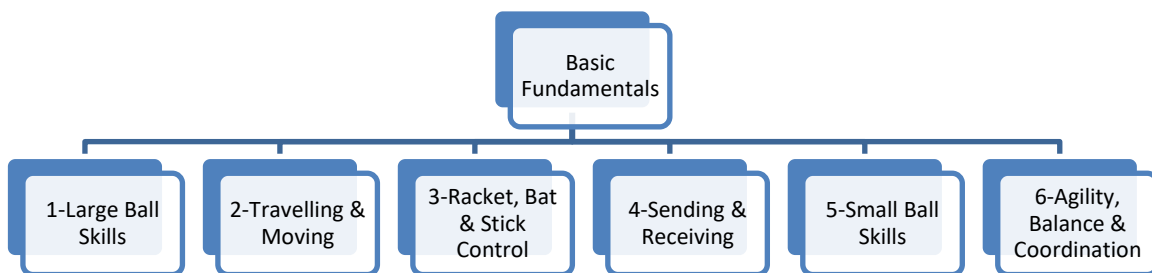 Basic
Fundamentals
1-Large Ball
Skills
2-Travelling &
Moving
3-Racket, Bat
& Stick
Control
4-Sending &
Receiving
5-Small Ball
Skills
6-Agility,
Balance &
Coordination